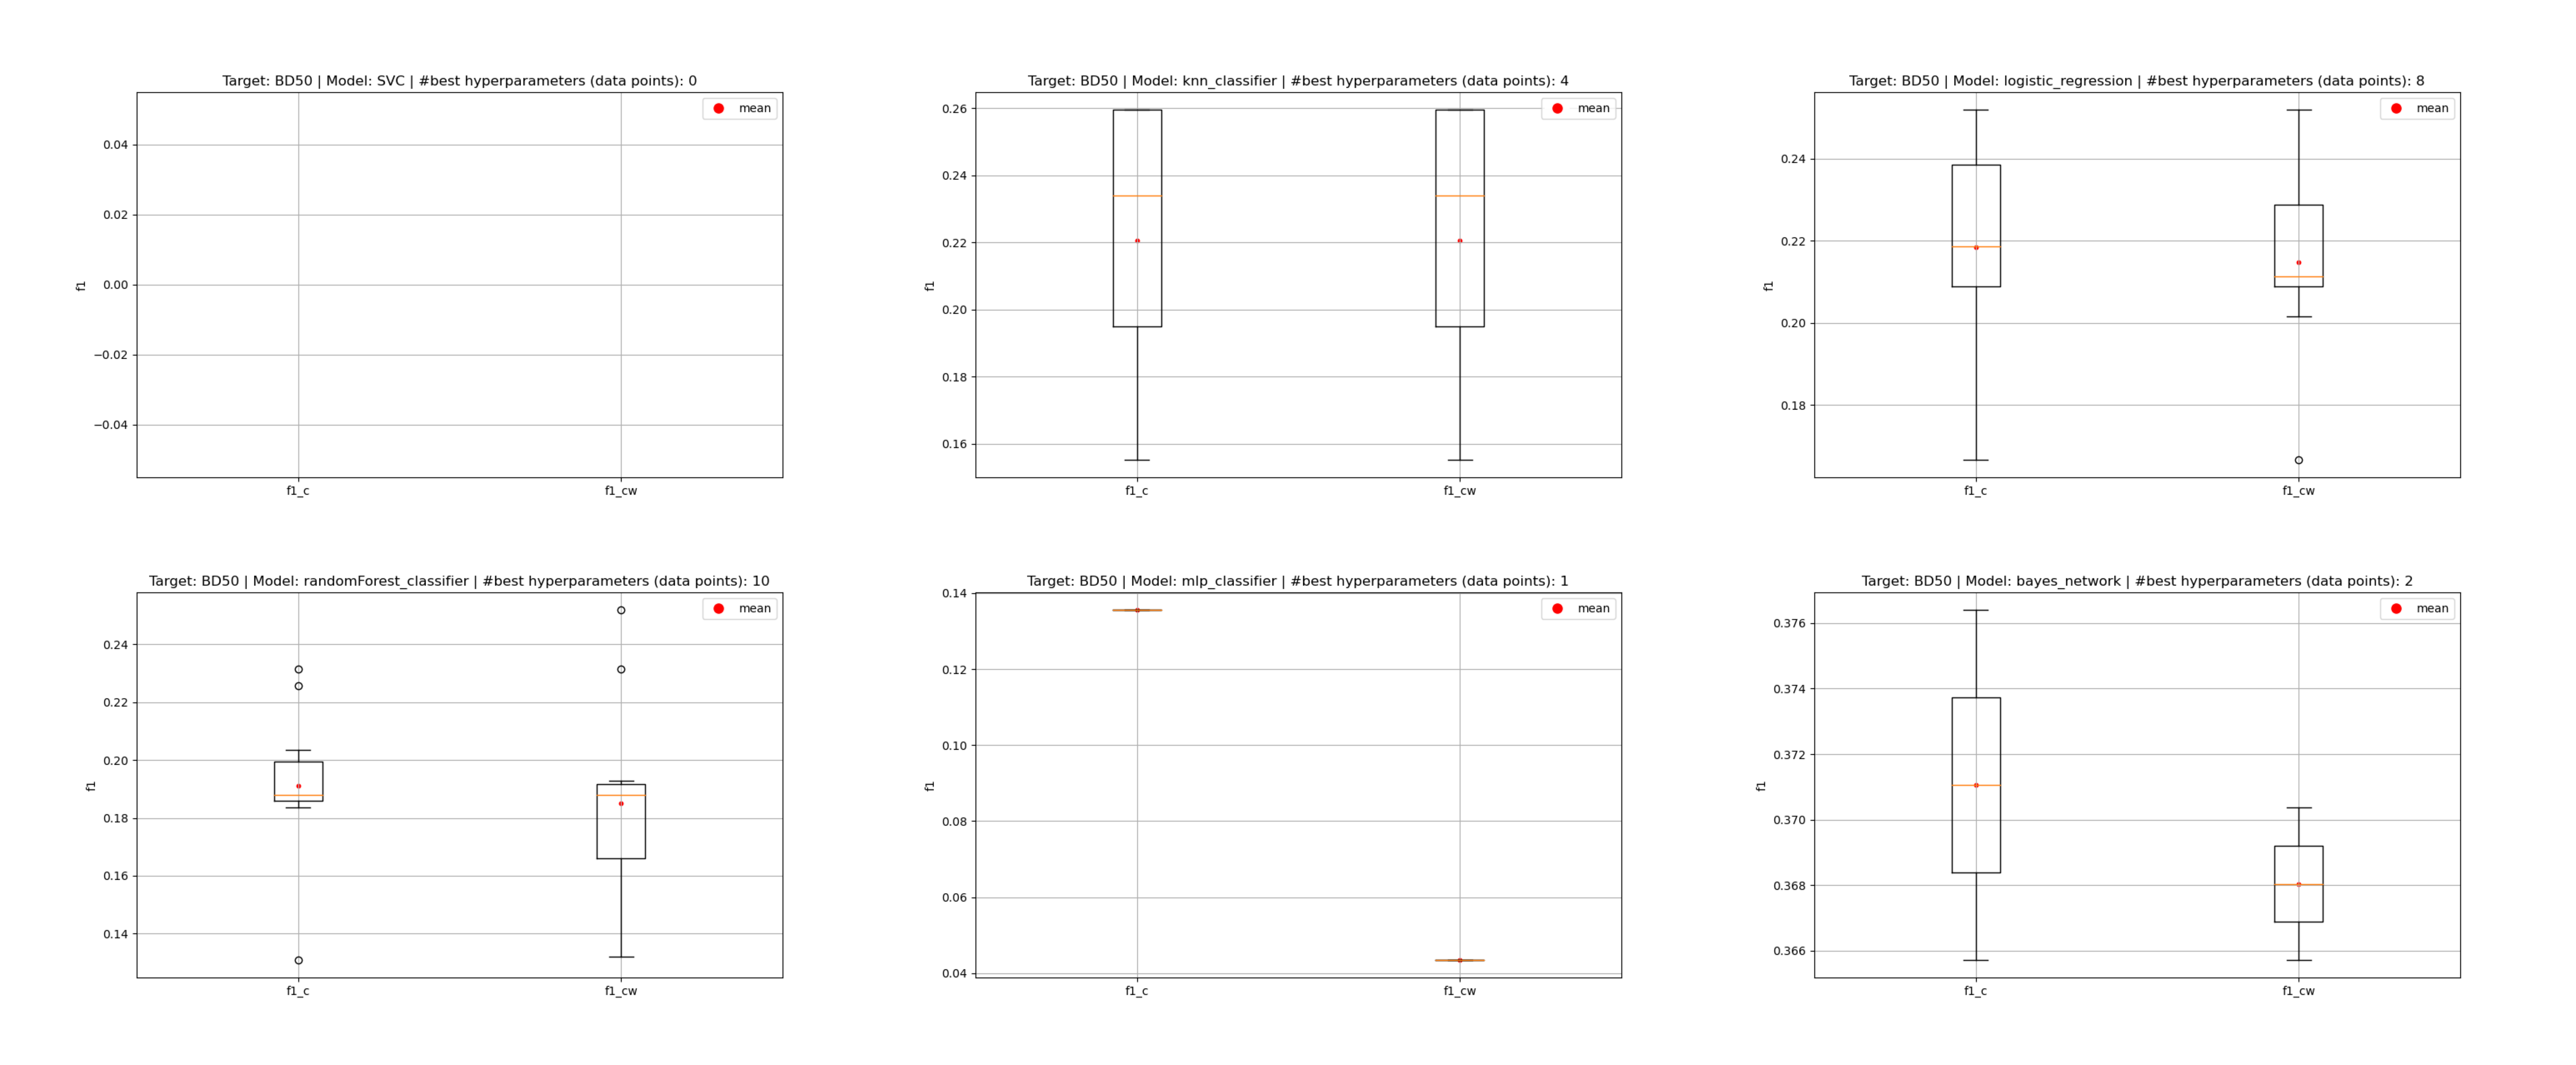 Target: BD50 | Model: SVC | #best hyperparameters (data points): 0
mean
0.04
0.02
0.00
−0.02
−0.04
f1
f1_c
f1_cw
Target: BD50 | Model: knn_classifier | #best hyperparameters (data points): 4
mean
0.26
0.24
0.22
0.20
0.18
0.16
f1
f1_c
f1_cw
Target: BD50 | Model: logistic_regression | #best hyperparameters (data points): 8
mean
0.24
0.22
0.20
0.18
f1
f1_c
f1_cw
Target: BD50 | Model: randomForest_classifier | #best hyperparameters (data points): 10
mean
0.24
0.22
0.20
0.18
0.16
0.14
f1
f1_c
f1_cw
Target: BD50 | Model: mlp_classifier | #best hyperparameters (data points): 1
mean
0.14
0.12
0.10
0.08
0.06
0.04
f1
f1_c
f1_cw
Target: BD50 | Model: bayes_network | #best hyperparameters (data points): 2
mean
0.376
0.374
0.372
0.370
0.368
0.366
f1
f1_c
f1_cw